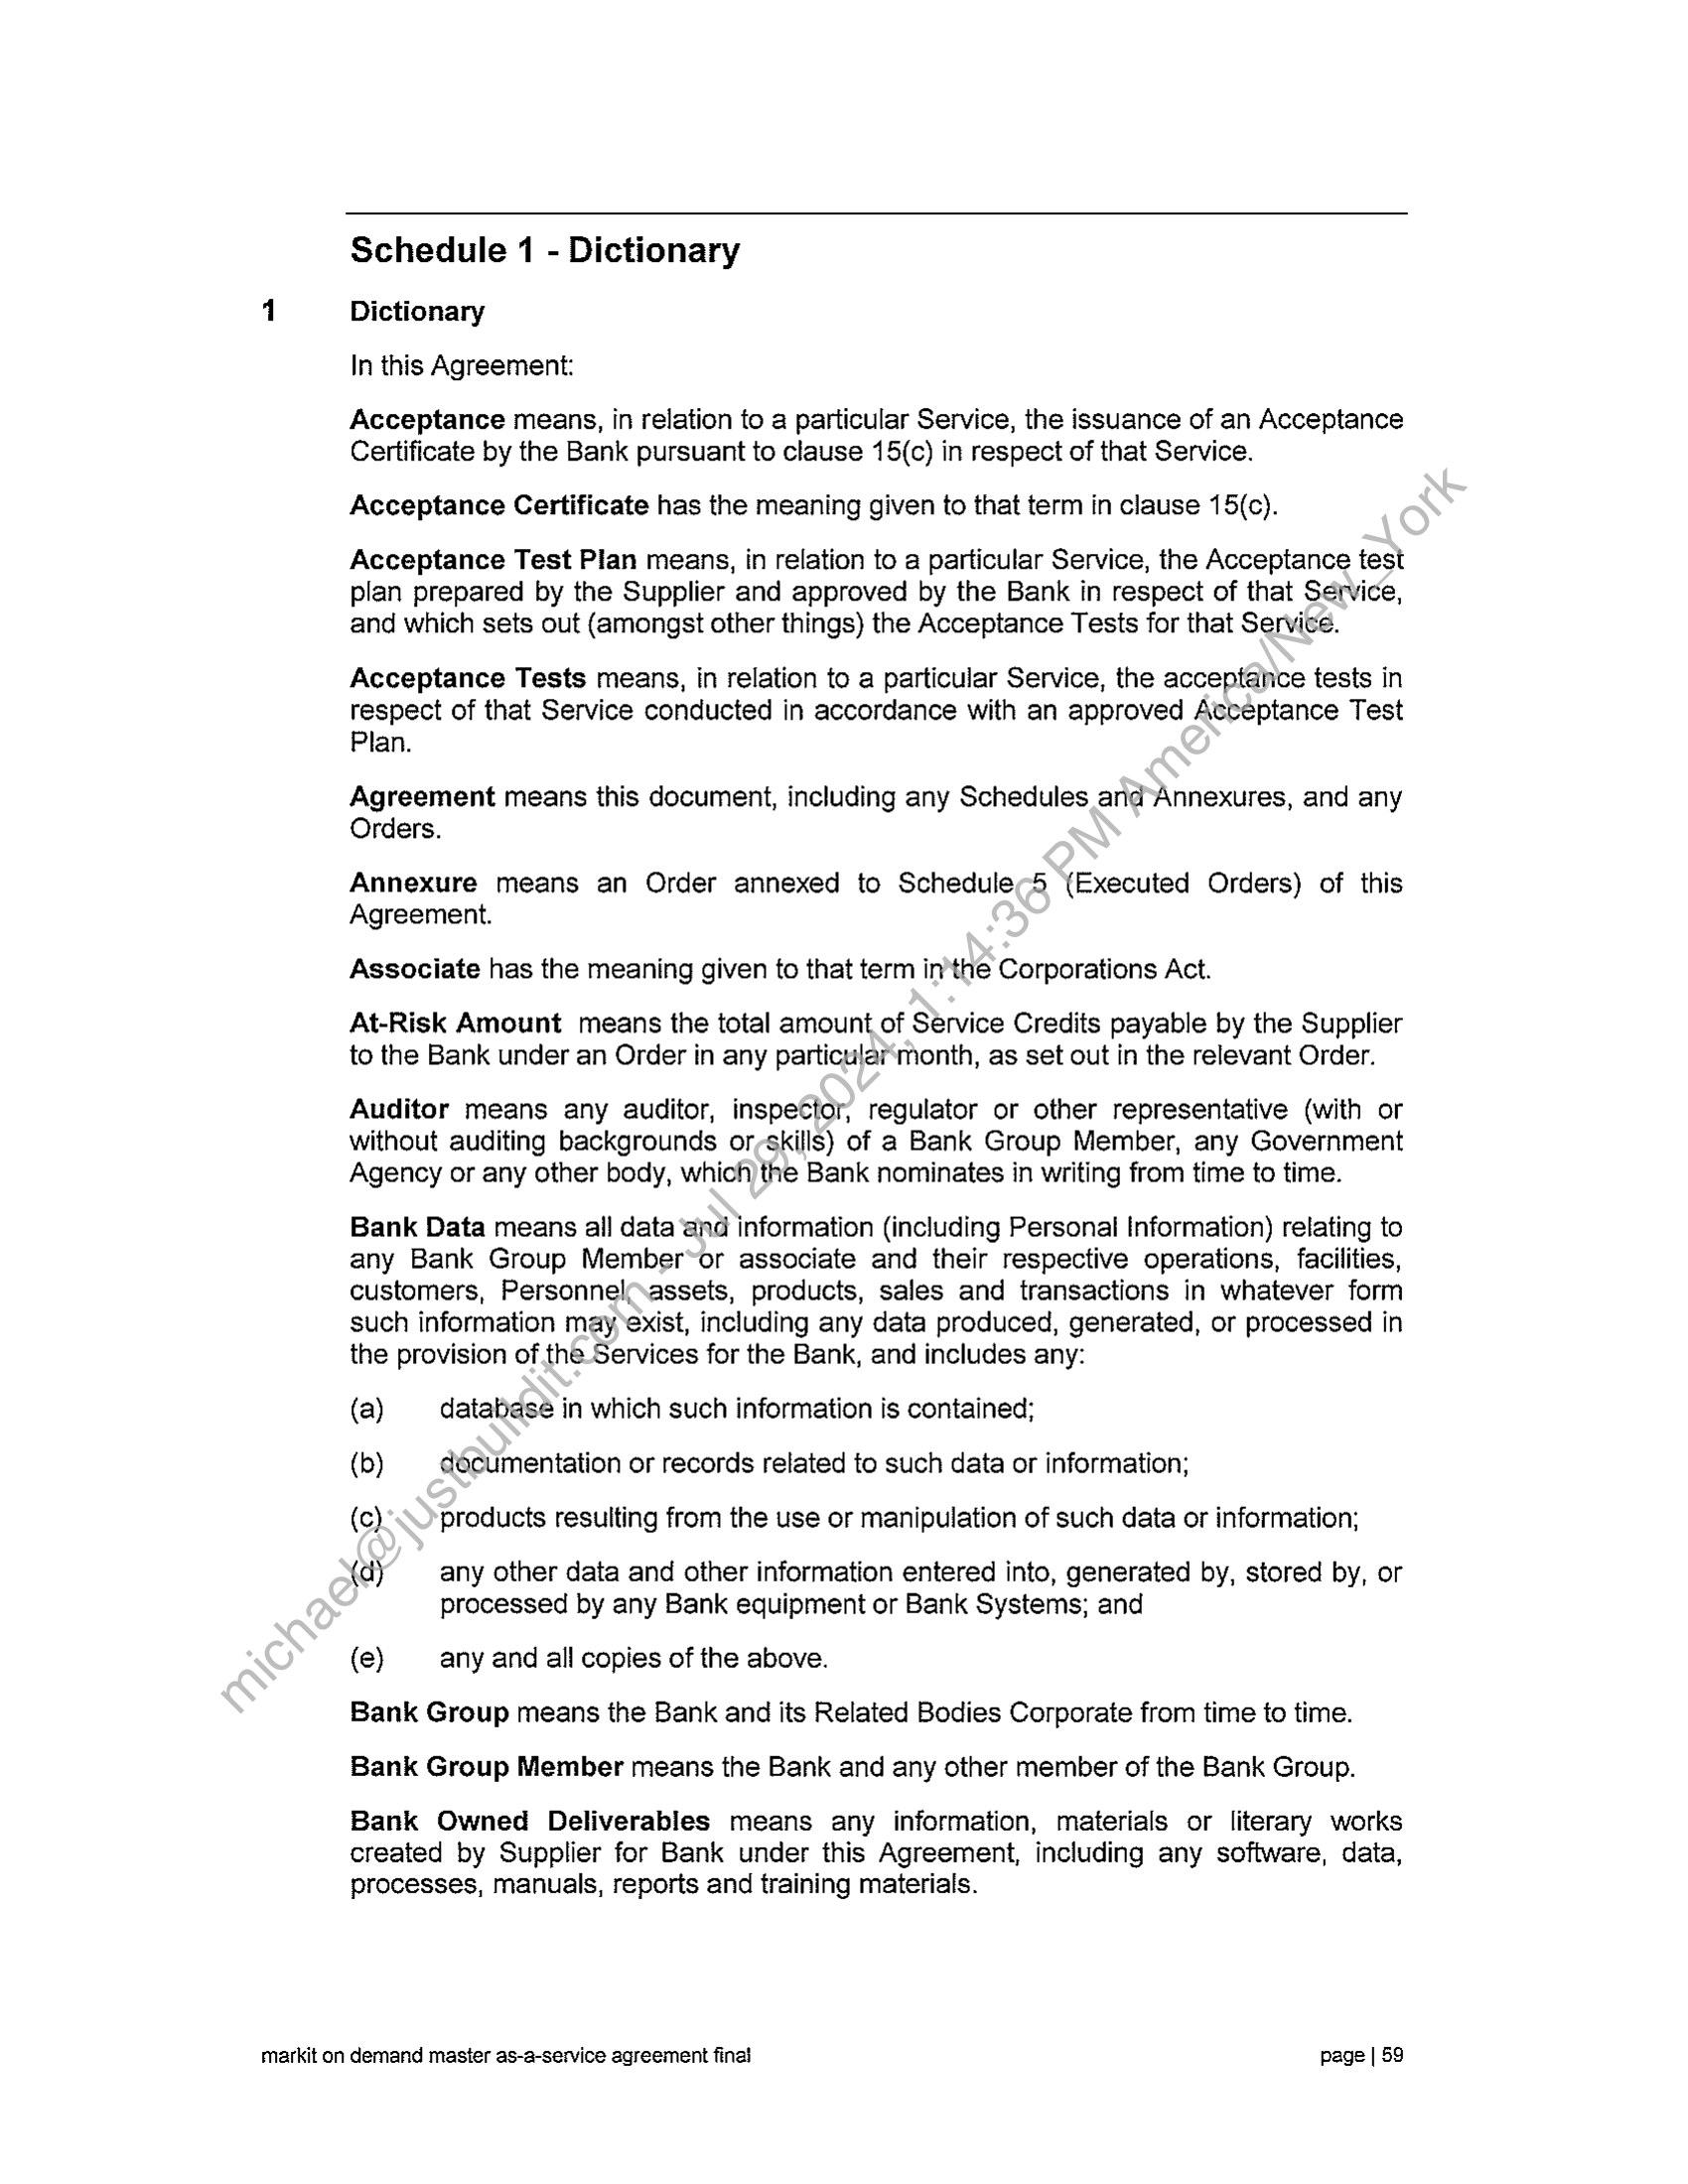 Schedule 1 - Dictionary
1 Dictionary
In this Agreement:
Acceptance means, in relation to a particular Service, the issuance of an Acceptance
Certificate by the Bank pursuant to clause 15(c) in respect of that Service.
Acceptance Certificate has the meaning given to that term in clause 15(c).
Acceptance Test Plan means, in relation to a particular Service, the Acceptance test
plan prepared by the Supplier and approved by the Bank in respect of that Service,
and which sets out (amongst other things) the Acceptance Tests for that Service.
Acceptance Tests means, in relation to a particular Service, the acceptance tests in
respect of that Service conducted in accordance with an approved Acceptance Test
Plan.
Agreement means this document, including any Schedules and Annexures, and any
Orders.
Annexure means an Order annexed to Schedule 5 (Executed Orders) of this
Agreement.
Associate has the meaning given to that term in the Corporations Act.
At-Risk Amount means the total amount of Service Credits payable by the Supplier
to the Bank under an Order in any particular month, as set out in the relevant Order.
Auditor means any auditor, inspector, regulator or other representative (with or
without auditing backgrounds or skills) of a Bank Group Member, any Government
Agency or any other body, which the Bank nominates in writing from time to time.
Bank Data means all data and information (including Personal Information) relating to
any Bank Group Member or associate and their respective operations, facilities,
customers, Personnel, assets, products, sales and transactions in whatever form
such information may exist, including any data produced, generated, or processed in
the provision of the Services for the Bank, and includes any:
(a) database in which such information is contained;
(b) documentation or records related to such data or information;
(c) products resulting from the use or manipulation of such data or information;
(d) any other data and other information entered into, generated by, stored by, or
processed by any Bank equipment or Bank Systems; and
(e) any and all copies of the above.
Bank Group means the Bank and its Related Bodies Corporate from time to time.
Bank Group Member means the Bank and any other member of the Bank Group.
Bank Owned Deliverables means any information, materials or literary works
created by Supplier for Bank under this Agreement, including any software, data,
processes, manuals, reports and training materials.
markit on demand master as-a-service agreement final page | 59
michael@justbuildit.com - Jul 29, 2024, 1:14:36 PM America/New_York